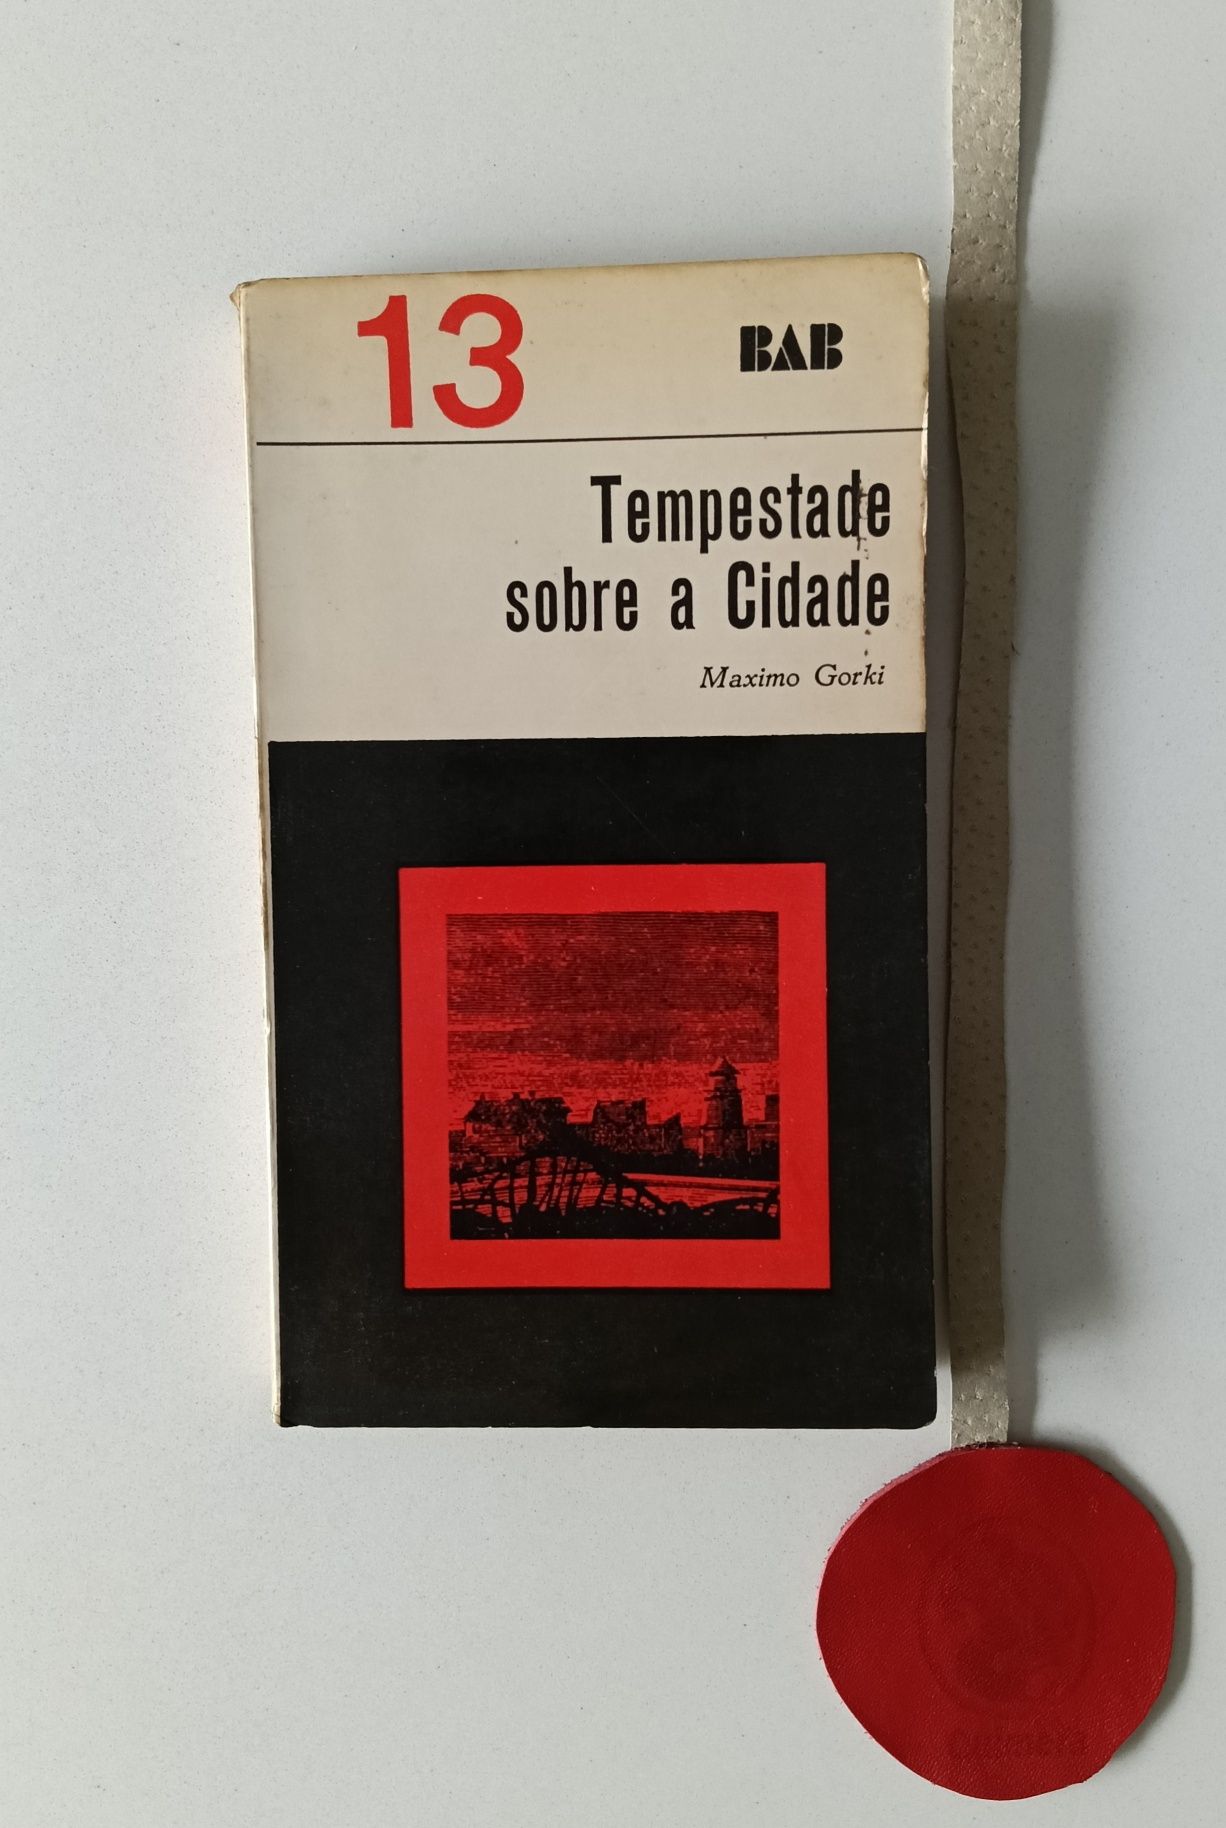 13
BAB
Tempestade
sobre a Cidade
Maximo Gorki